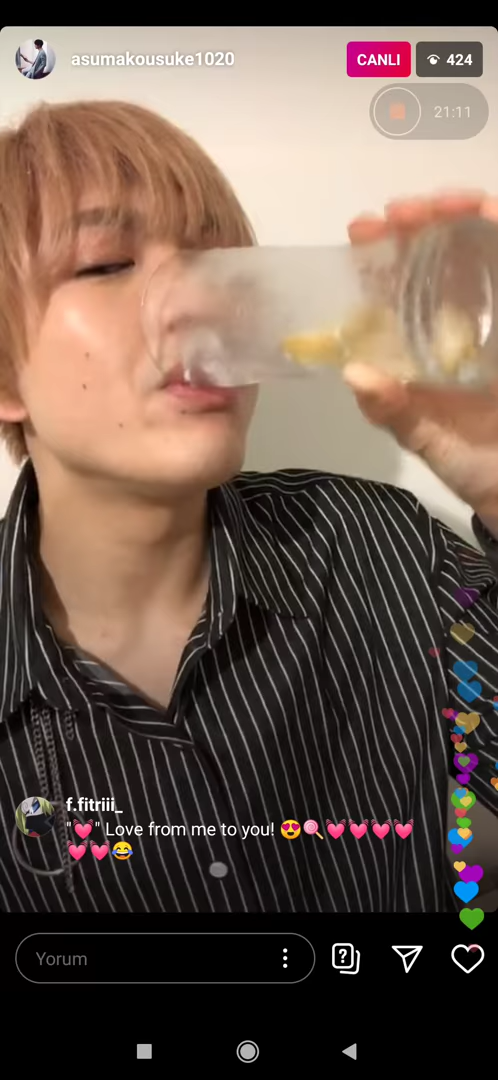 asumakousuke1020
CANLI
424
21:11
f.fitriii_
"💓" Love from me to you! 😍🍭💓💓💓💓
💓💓😂
Yorum